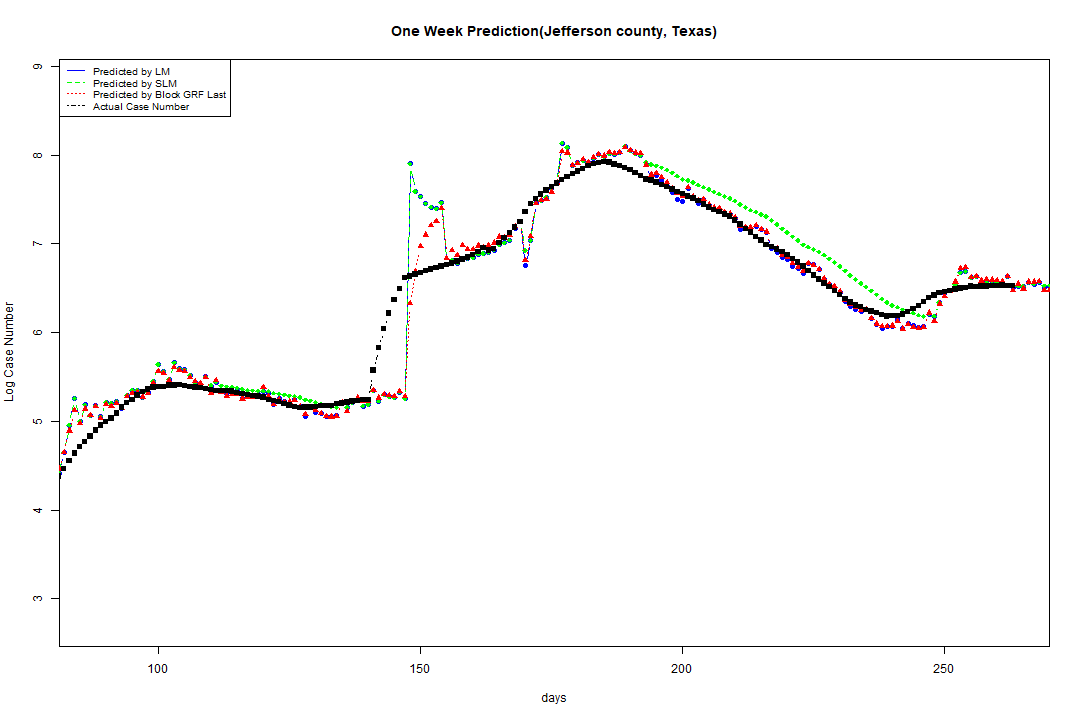 One Week Prediction(Jefferson county, Texas)
Predicted by LM
Predicted by SLM
Predicted by Block GRF Last
Actual Case Number
Log Case Number
9
8
7
6
5
4
3
100
150
200
250
days